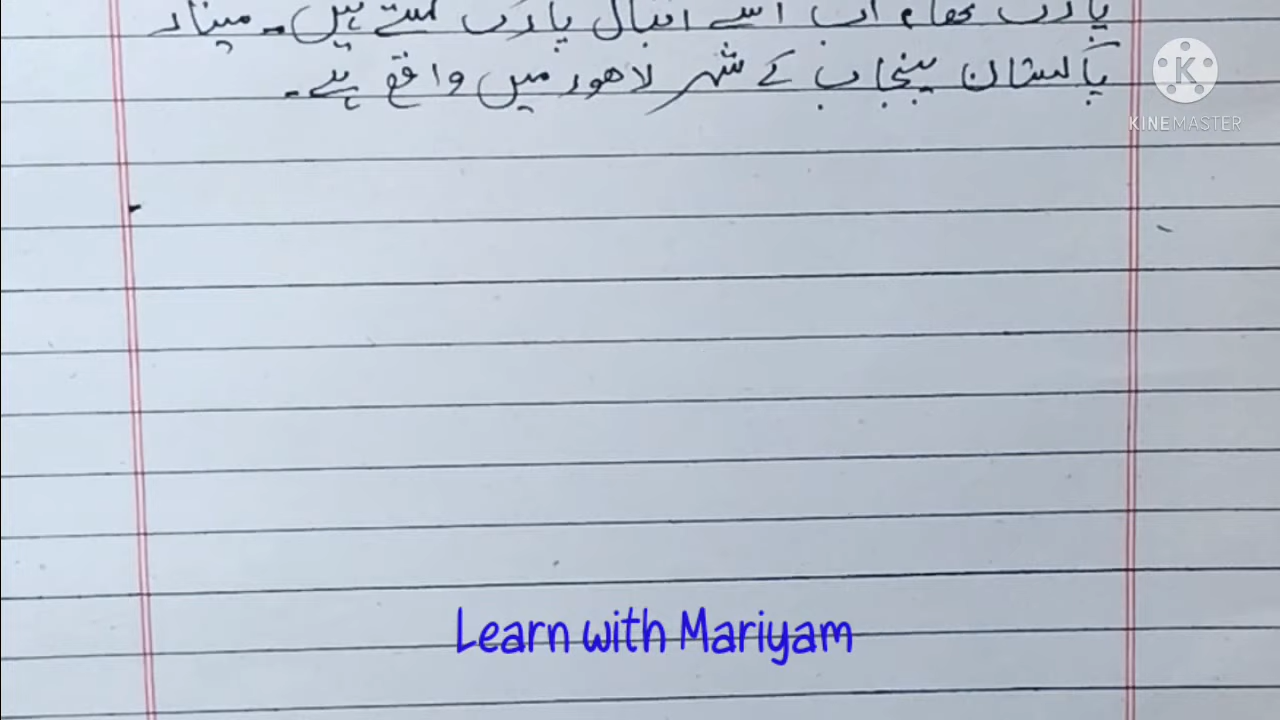 پارک تھا۔ اب اسے اقبال پارک کہتے ہیں۔ مینار
پاکستان پنجاب کے شہر لاھور میں واقع ہے۔
KINEMASTER
Learn with Mariyam